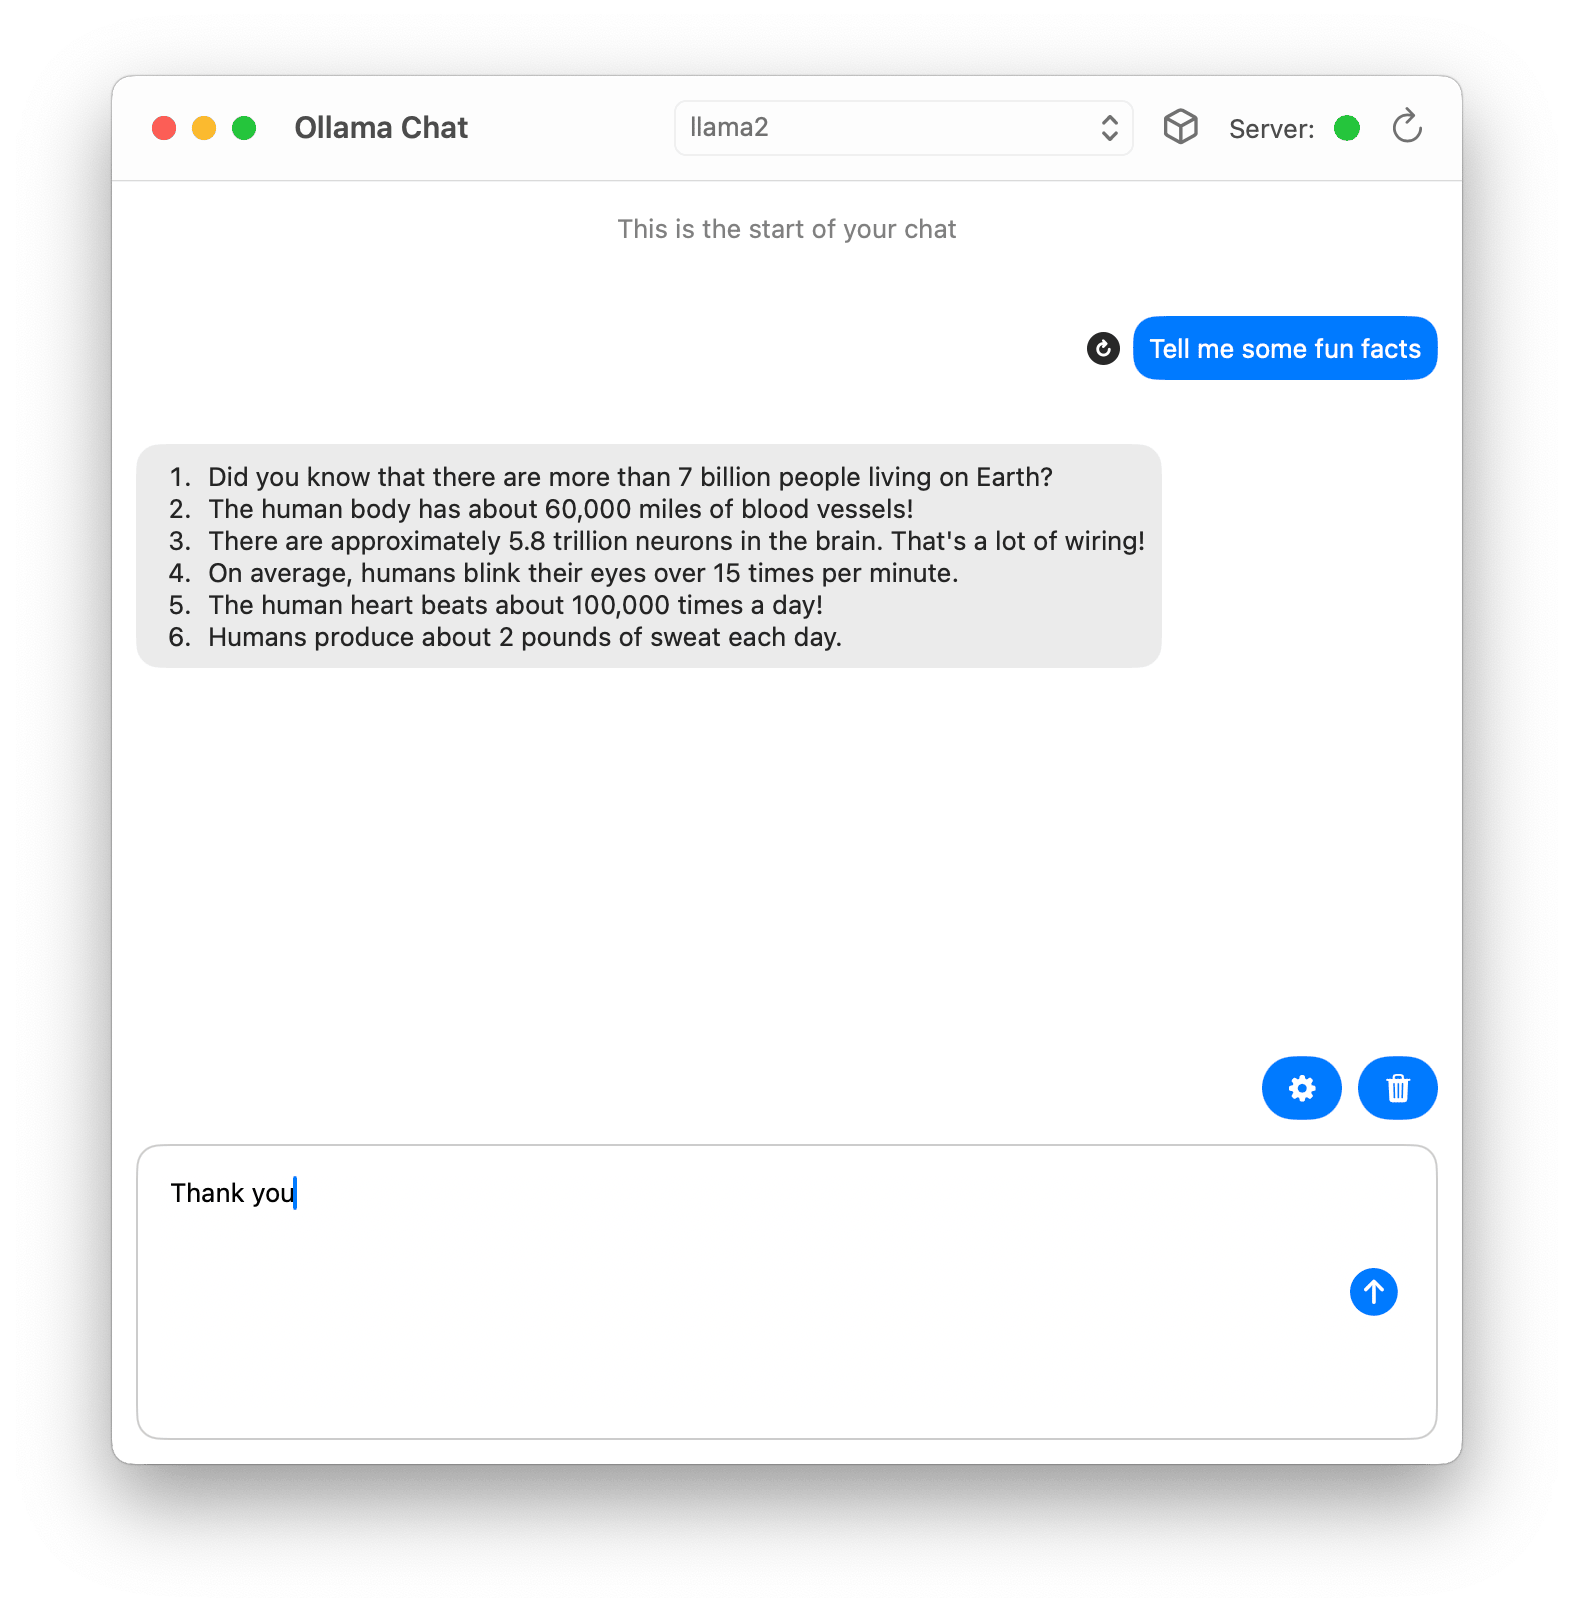 Ollama Chat
llama2
Server:
This is the start of your chat
Tell me some fun facts
1. Did you know that there are more than 7 billion people living on Earth?
2. The human body has about 60,000 miles of blood vessels!
3. There are approximately 5.8 trillion neurons in the brain. That's a lot of wiring!
4. On average, humans blink their eyes over 15 times per minute.
5. The human heart beats about 100,000 times a day!
6. Humans produce about 2 pounds of sweat each day.
Thank you